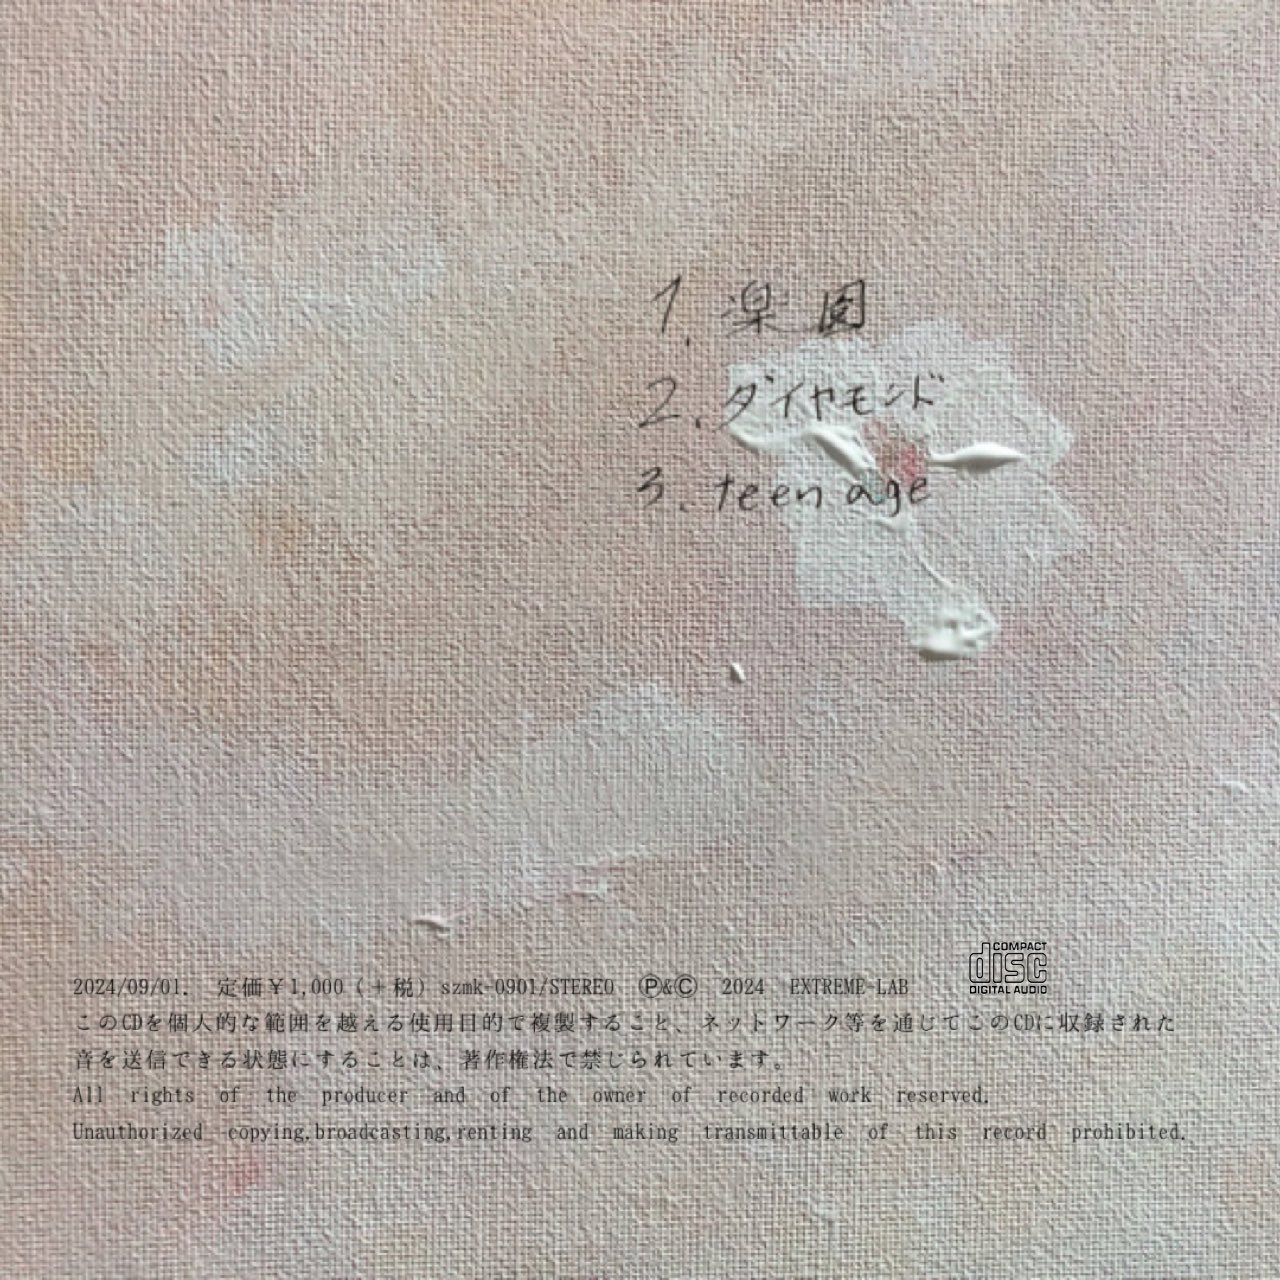 1. 楽園
2. ダイヤモンド
3. teen age
COMPACT
disc
DIGITAL AUDIO
2024/09/01. 定価￥1,000（＋税）szmk-0901/STEREO Ⓟ&Ⓒ 2024 EXTREME LAB
このCDを個人的な範囲を越える使用目的で複製すること、ネットワーク等を通じてこのCDに収録された
音を送信できる状態にすることは、著作権法で禁じられています。
All rights of the producer and of the owner of recorded work reserved.
Unauthorized copying,broadcasting,renting and making transmittable of this record prohibited.